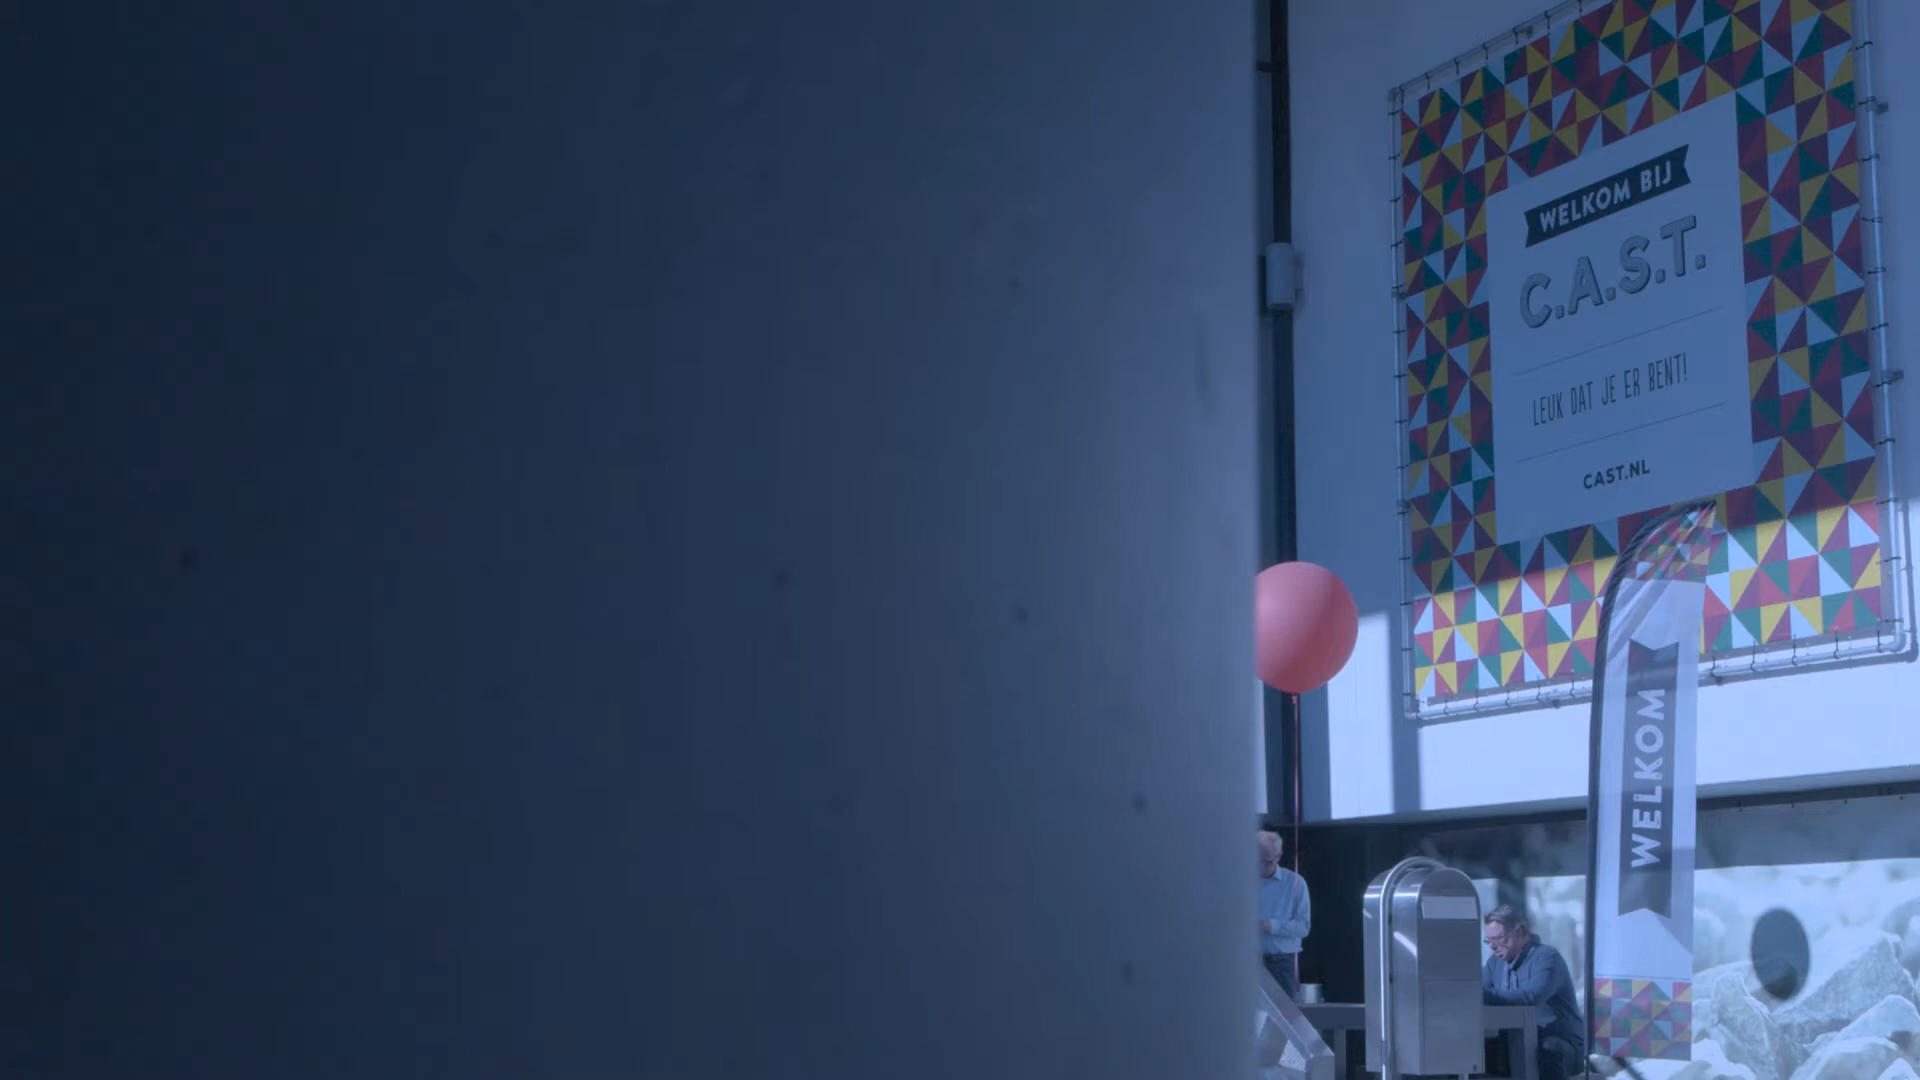 WELKOM BIJ
C.A.S.T.
LEUK DAT JE ER BENT!
CAST.NL
WELKOM